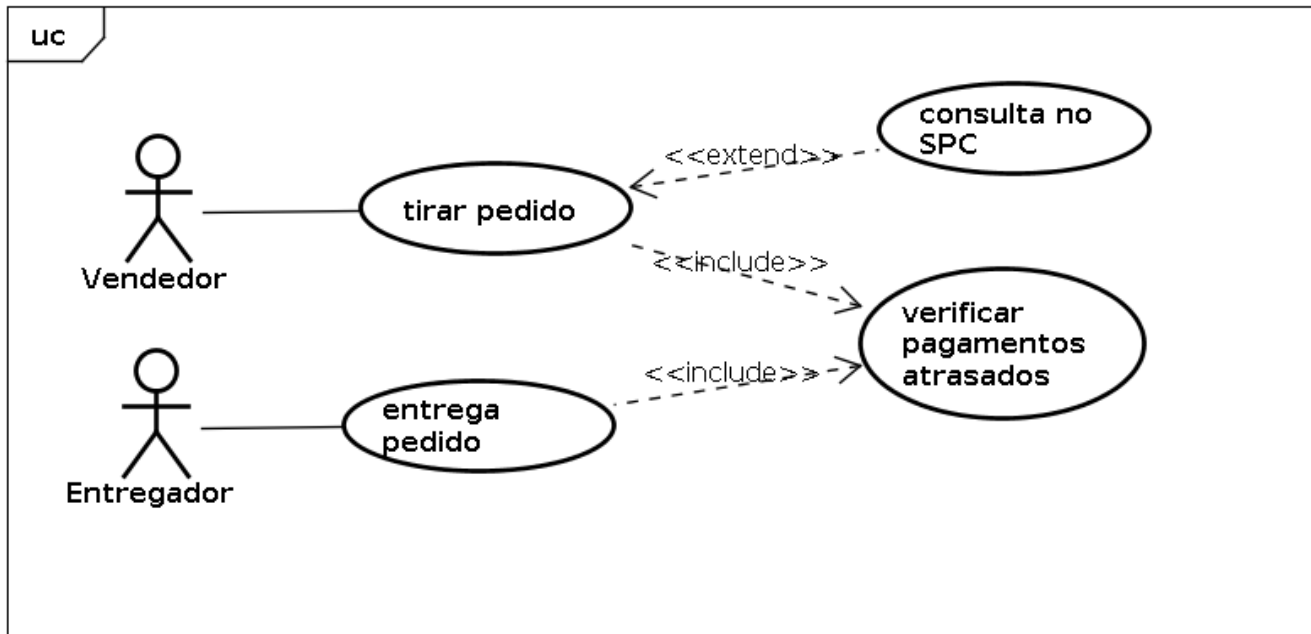 uc
consulta no
SPC
<<extend>>
tirar pedido
Vendedor
<<include>>
verificar
pagamentos
atrasados
<<include>>
entrega
pedido
Entregador